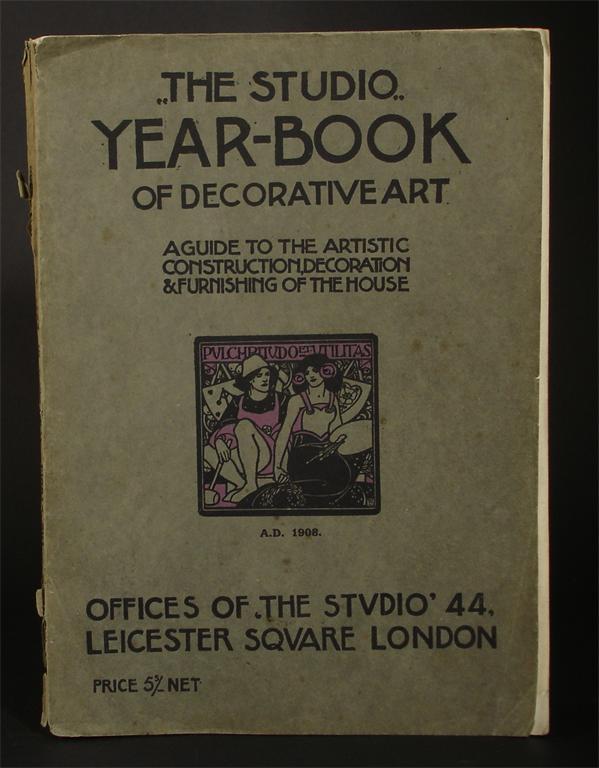 „THE STUDIO„
YEAR-BOOK
OF DECORATIVE ART
A GUIDE TO THE ARTISTIC
CONSTRUCTION, DECORATION
& FURNISHING OF THE HOUSE
PVLCHRITVDO ET VTILITAS
A.D. 1908.
OFFICES OF „THE STVDIO' 44,
LEICESTER SQVARE LONDON
PRICE 5S/- NET